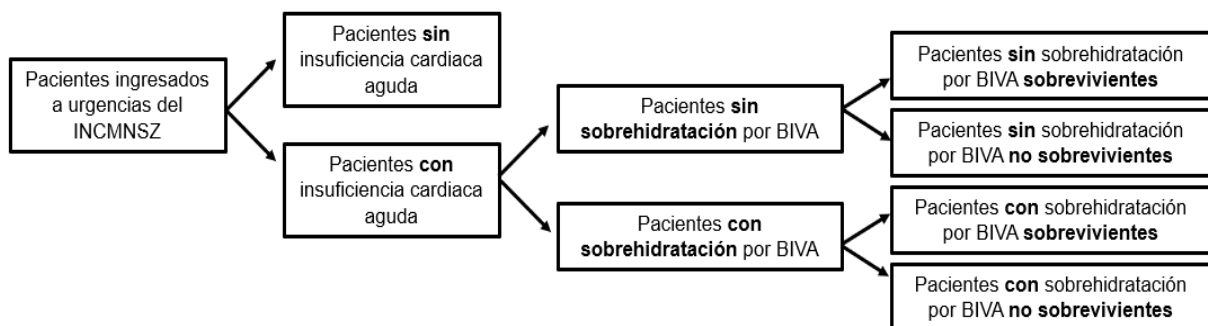 Pacientes ingresados
a urgencias del
INCMNSZ
Pacientes sin
insuficiencia cardiaca
aguda
Pacientes con
insuficiencia cardiaca
aguda
Pacientes sin
sobrehidratación por BIVA
Pacientes con
sobrehidratación por BIVA
Pacientes sin sobrehidratación
por BIVA sobrevivientes
Pacientes sin sobrehidratación
por BIVA no sobrevivientes
Pacientes con sobrehidratación
por BIVA sobrevivientes
Pacientes con sobrehidratación
por BIVA no sobrevivientes